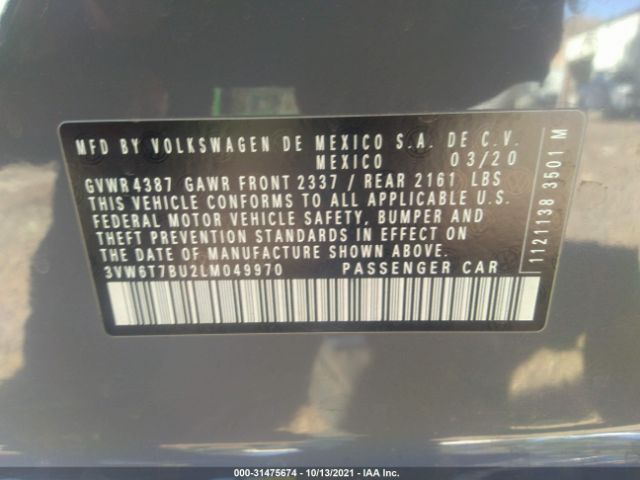 MFD BY VOLKSWAGEN DE MEXICO S.A. DE C.V.
MEXICO 03/20
GVWR 4387 GAWR FRONT 2337 / REAR 2161 LBS
THIS VEHICLE CONFORMS TO ALL APPLICABLE U.S.
FEDERAL MOTOR VEHICLE SAFETY, BUMPER AND
THEFT PREVENTION STANDARDS IN EFFECT ON
THE DATE OF MANUFACTURE SHOWN ABOVE.
3VW6T7BU2LM049970 PASSENGER CAR
1121138 3501 M
000-31475674 | 10/13/2021 | IAA Inc.